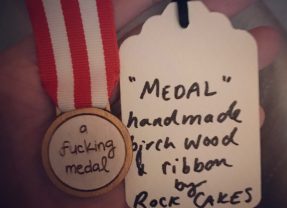 a
fucking
medal
"MEDAL"
handmade
birch wood
& ribbon
by
ROCK CAKES